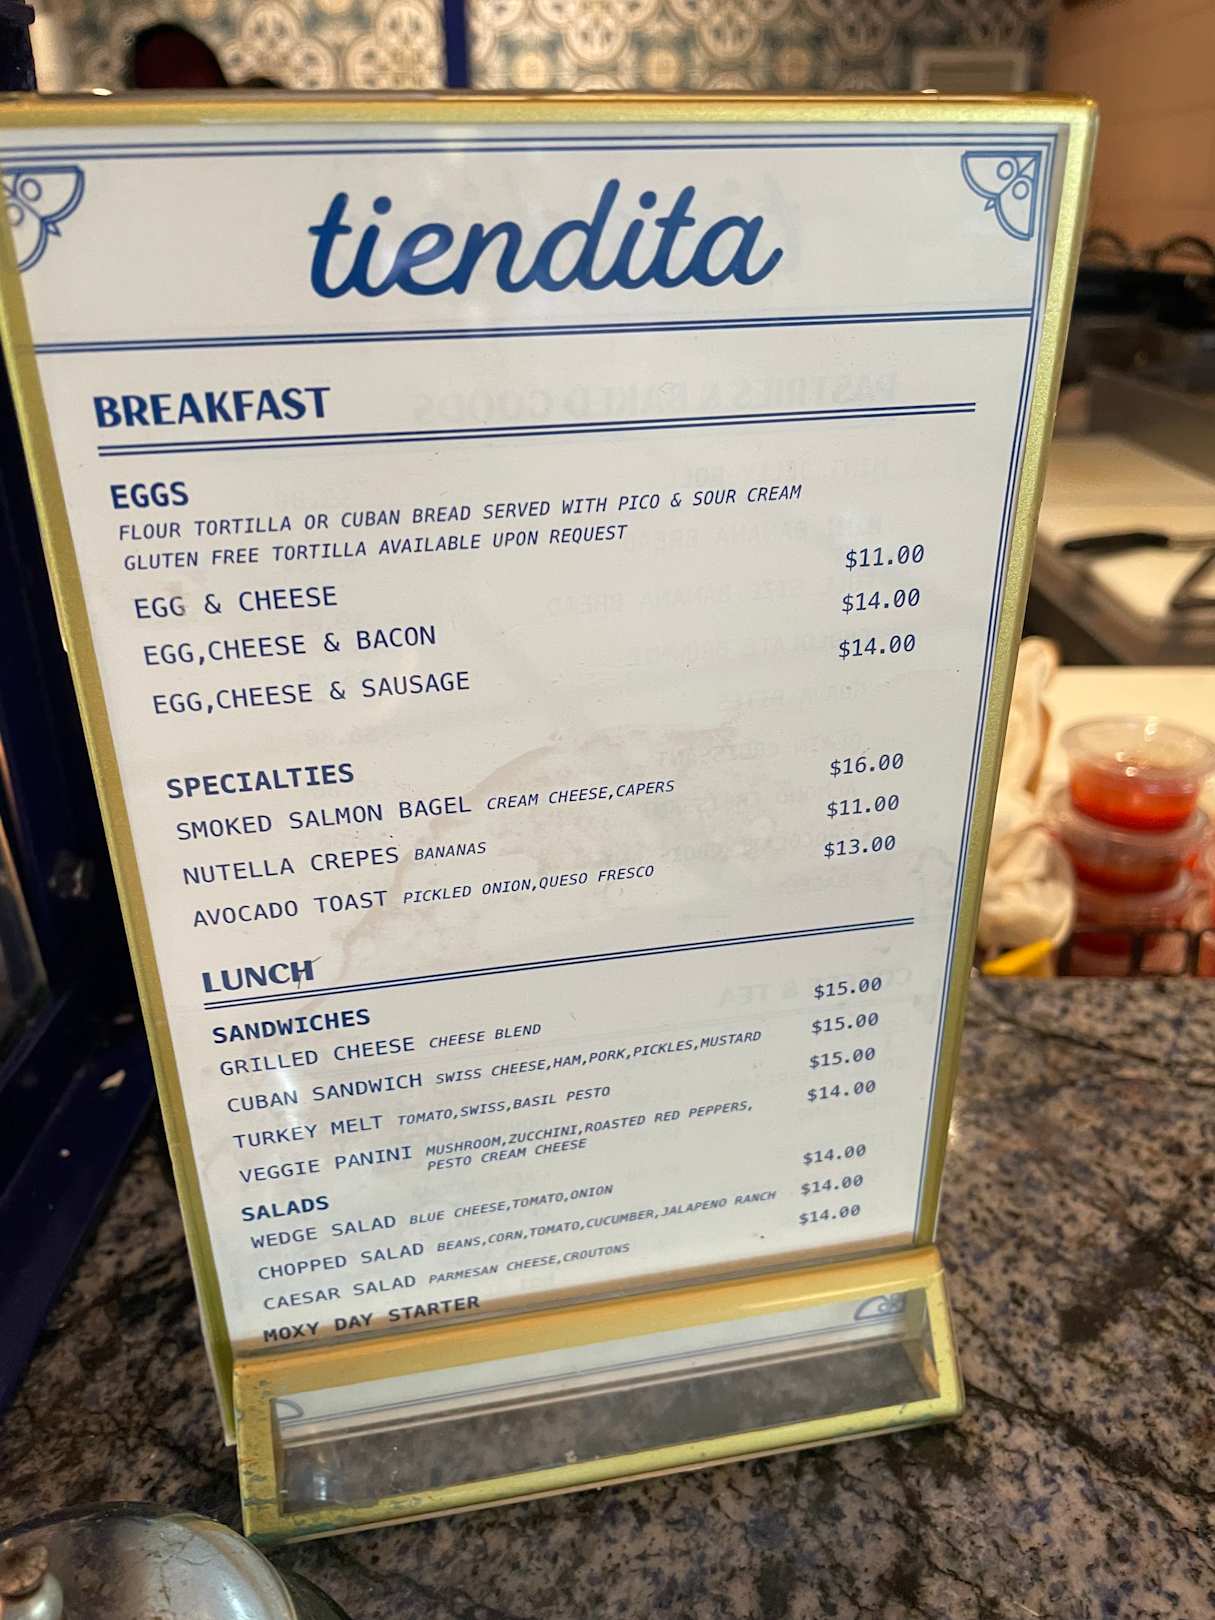 tiendita
BREAKFAST
EGGS
FLOUR TORTILLA OR CUBAN BREAD SERVED WITH PICO & SOUR CREAM
GLUTEN FREE TORTILLA AVAILABLE UPON REQUEST
EGG & CHEESE $11.00
EGG,CHEESE & BACON $14.00
EGG,CHEESE & SAUSAGE $14.00
SPECIALTIES
SMOKED SALMON BAGEL CREAM CHEESE,CAPERS $16.00
NUTELLA CREPES BANANAS $11.00
AVOCADO TOAST PICKLED ONION,QUESO FRESCO $13.00
LUNCH
SANDWICHES
GRILLED CHEESE CHEESE BLEND $15.00
CUBAN SANDWICH SWISS CHEESE,HAM,PORK,PICKLES,MUSTARD $15.00
TURKEY MELT TOMATO,SWISS,BASIL PESTO $15.00
VEGGIE PANINI MUSHROOM,ZUCCHINI,ROASTED RED PEPPERS, $14.00
PESTO CREAM CHEESE
SALADS
WEDGE SALAD BLUE CHEESE,TOMATO,ONION $14.00
CHOPPED SALAD BEANS,CORN,TOMATO,CUCUMBER,JALAPENO RANCH $14.00
CAESAR SALAD PARMESAN CHEESE,CROUTONS $14.00
MOXY DAY STARTER